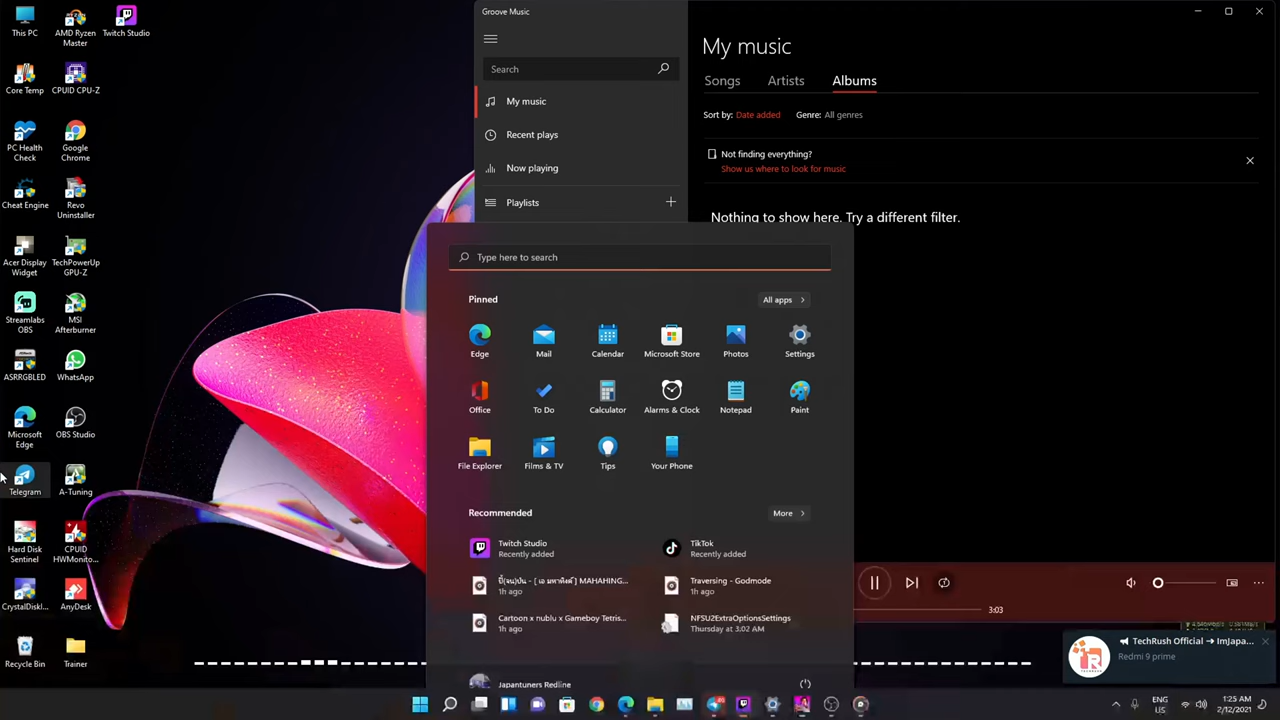 This PC
AMD Ryzen
Master
Twitch Studio
Core Temp
CPUID CPU-Z
PC Health
Check
Google
Chrome
Cheat Engine
Revo
Uninstaller
Acer Display
Widget
TechPowerUp
GPU-Z
Streamlabs
OBS
MSI
Afterburner
ASRRGBLED
WhatsApp
Microsoft
Edge
OBS Studio
Telegram
A-Tuning
Hard Disk
Sentinel
CPUID
HWMonito...
CrystalDiskI...
AnyDesk
Recycle Bin
Trainer
Groove Music
Search
My music
Recent plays
Now playing
Playlists
My music
Songs Artists Albums
Sort by: Date added Genre: All genres
Not finding everything?
Show us where to look for music
Nothing to show here. Try a different filter.
Type here to search
Pinned
All apps
Edge
Mail
Calendar
Microsoft Store
Photos
Settings
Office
To Do
Calculator
Alarms & Clock
Notepad
Paint
File Explorer
Films & TV
Tips
Your Phone
Recommended
More
Twitch Studio
Recently added
TikTok
Recently added
MAHAHING...
1h ago
Traversing - Godmode
1h ago
Cartoon x nublu x Gameboy Tetris...
1h ago
NFSU2ExtraOptionsSettings
Thursday at 3:02 AM
Japantuners Redline
3:03
TechRush Official → ImJapa...
Redmi 9 prime
ENG
US
1:25 AM
2/12/2021